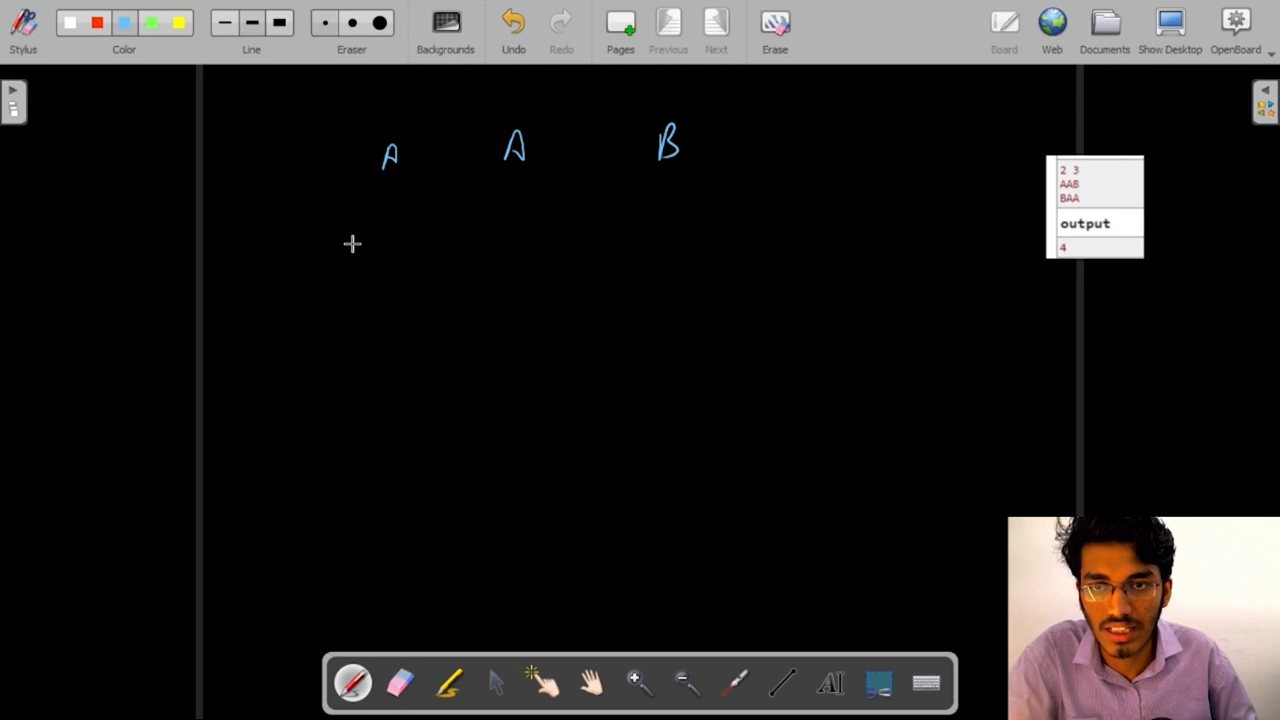 Stylus Color Line Eraser Backgrounds Undo Redo Pages Previous Next Erase Board Web Documents Show Desktop OpenBoard
A A B
2 3
AAB
BAA
output
4
AI